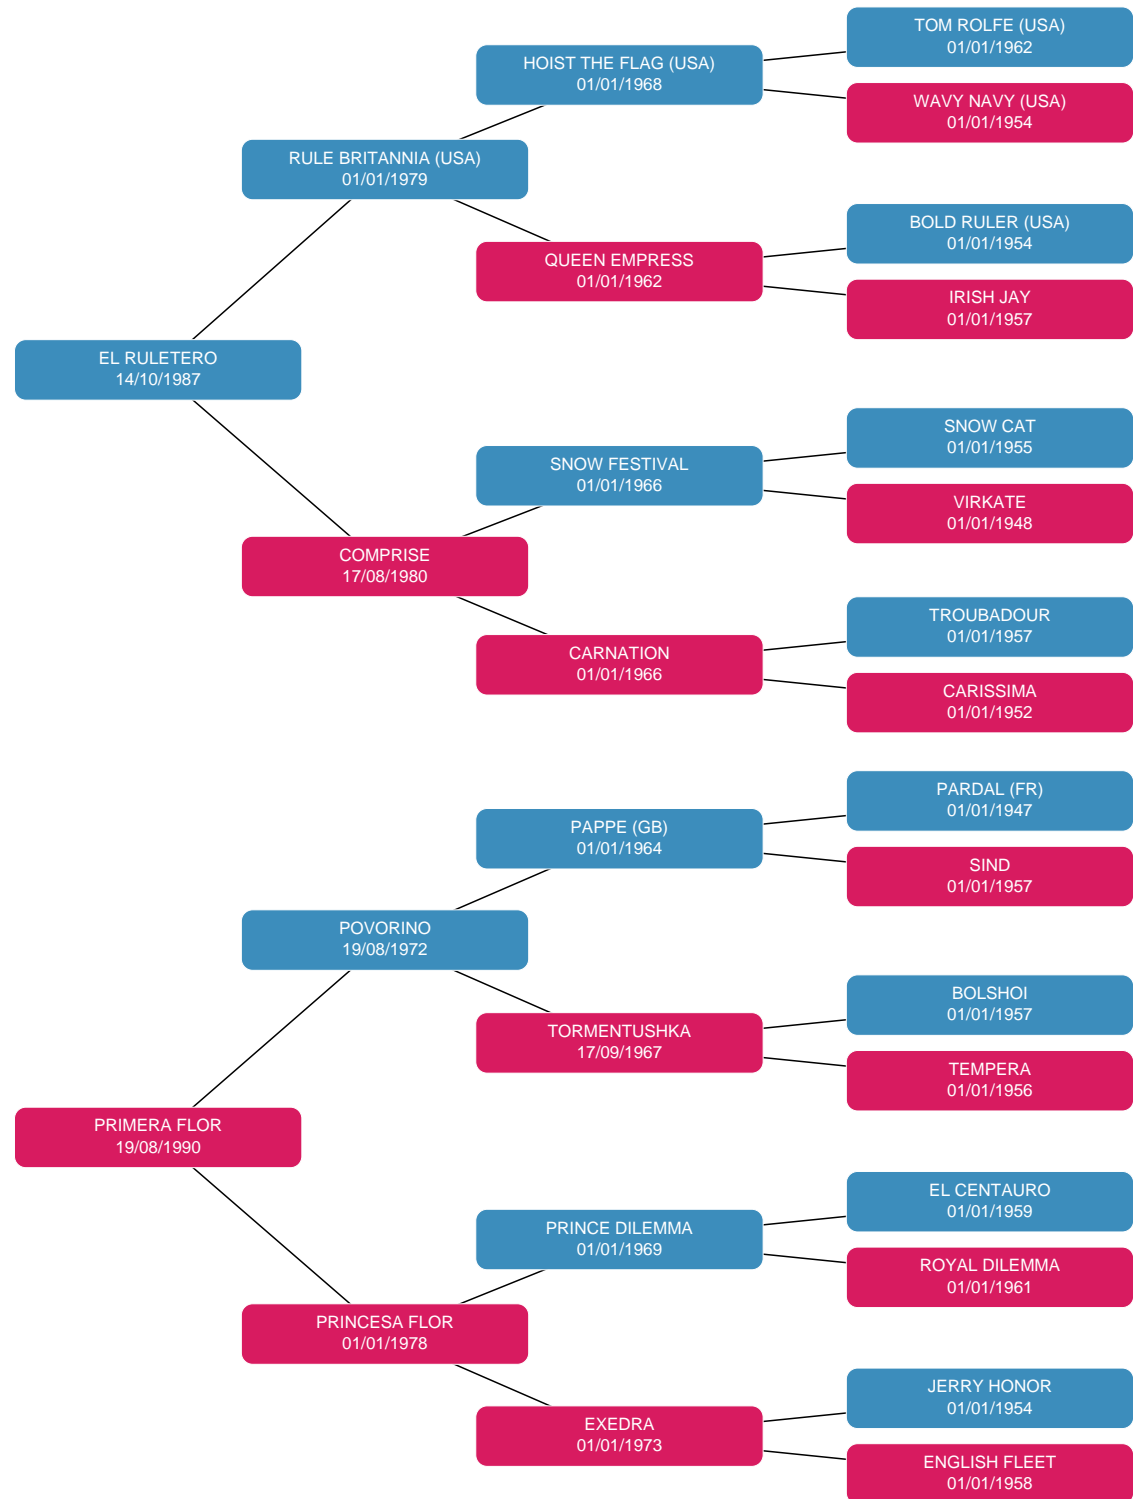 TOM ROLFE (USA)
01/01/1962
HOIST THE FLAG (USA)
01/01/1968
WAVY NAVY (USA)
01/01/1954
RULE BRITANNIA (USA)
01/01/1979
BOLD RULER (USA)
01/01/1954
QUEEN EMPRESS
01/01/1962
IRISH JAY
01/01/1957
EL RULETERO
14/10/1987
SNOW CAT
01/01/1955
SNOW FESTIVAL
01/01/1966
VIRKATE
01/01/1948
COMPRISE
17/08/1980
TROUBADOUR
01/01/1957
CARNATION
01/01/1966
CARISSIMA
01/01/1952
PARDAL (FR)
01/01/1947
PAPPE (GB)
01/01/1964
SIND
01/01/1957
POVORINO
19/08/1972
BOLSHOI
01/01/1957
TORMENTUSHKA
17/09/1967
TEMPERA
01/01/1956
PRIMERA FLOR
19/08/1990
EL CENTAURO
01/01/1959
PRINCE DILEMMA
01/01/1969
ROYAL DILEMMA
01/01/1961
PRINCESA FLOR
01/01/1978
JERRY HONOR
01/01/1954
EXEDRA
01/01/1973
ENGLISH FLEET
01/01/1958